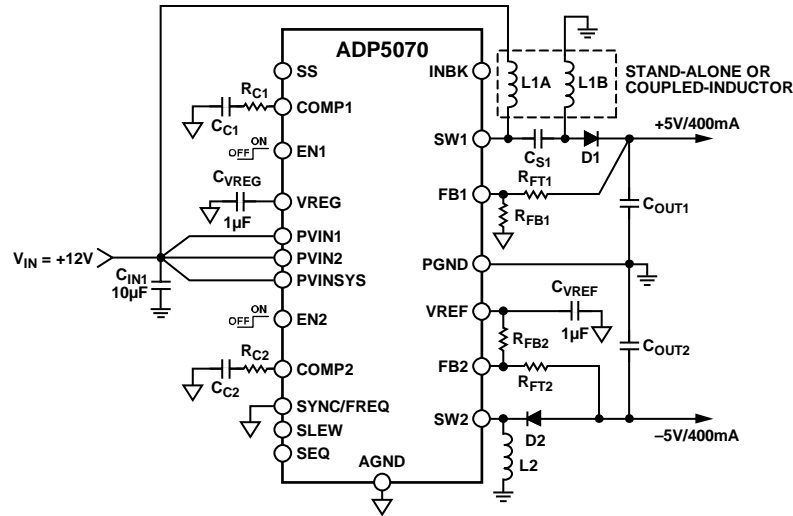 ADP5070
SS
INBK
L1A
L1B
STAND-ALONE OR
COUPLED-INDUCTOR
RC1
COMP1
CC1
SW1
CS1
D1
+5V/400mA
ON
OFF
EN1
CVREG
VREG
1µF
FB1
RFT1
RFB1
COUT1
PVIN1
VIN = +12V
PVIN2
PGND
CIN1
10µF
PVINSYS
ON
OFF
EN2
VREF
CVREF
1µF
RFB2
COUT2
RC2
COMP2
CC2
FB2
RFT2
SYNC/FREQ
SW2
D2
–5V/400mA
SLEW
L2
SEQ
AGND